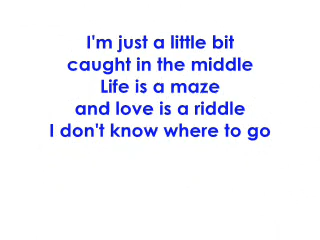 I'm just a little bit
caught in the middle
Life is a maze
and love is a riddle
I don't know where to go